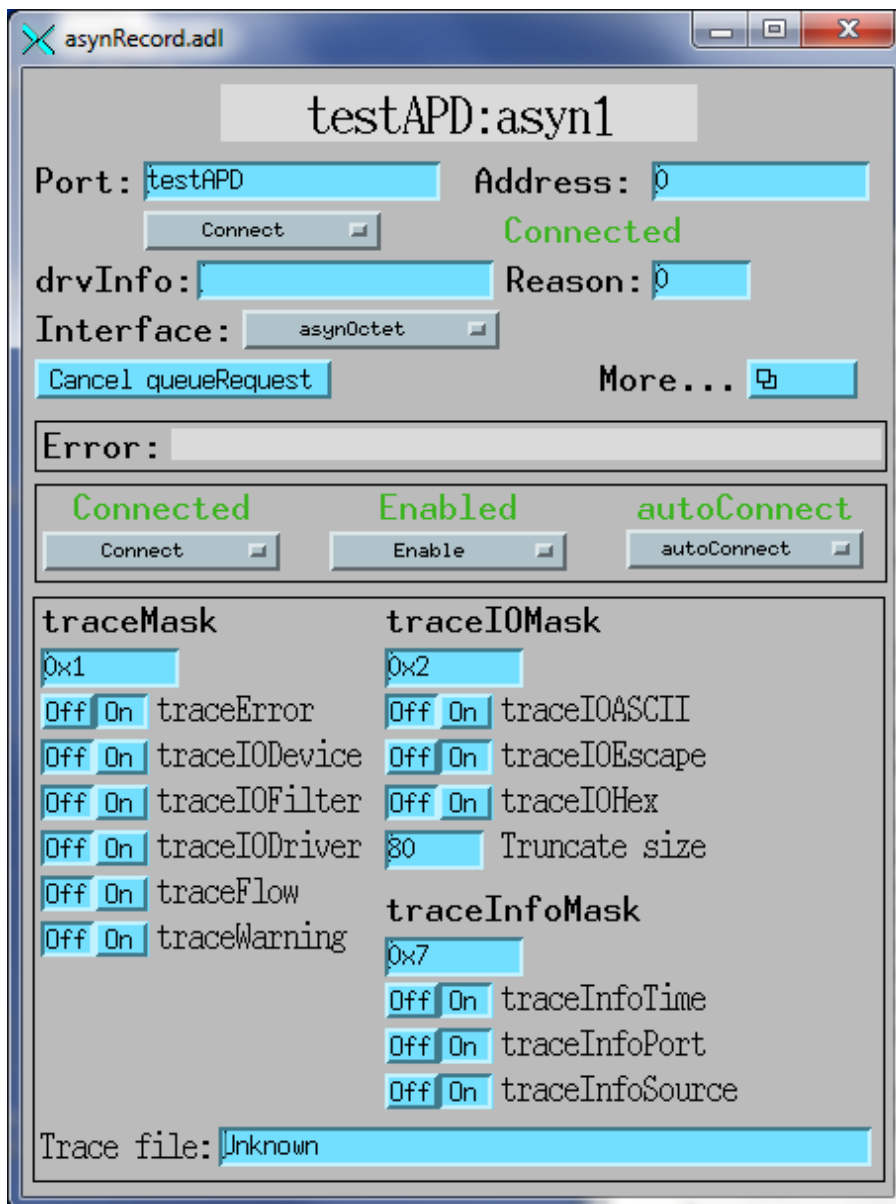 asynRecord.adl
testAPD:asyn1
Port: testAPD Address: 0
Connect Connected
drvInfo: Reason: 0
Interface: asynOctet
Cancel queueRequest More...
Error:
Connected Enabled autoConnect
Connect Enable autoConnect
traceMask traceIOMask
0x1 0x2
Off On traceError Off On traceIOASCII
Off On traceIODevice Off On traceIOEscape
Off On traceIOFilter Off On traceIOHex
Off On traceIODriver 80 Truncate size
Off On traceFlow
traceInfoMask
Off On traceWarning
0x7
Off On traceInfoTime
Off On traceInfoPort
Off On traceInfoSource
Trace file: Unknown